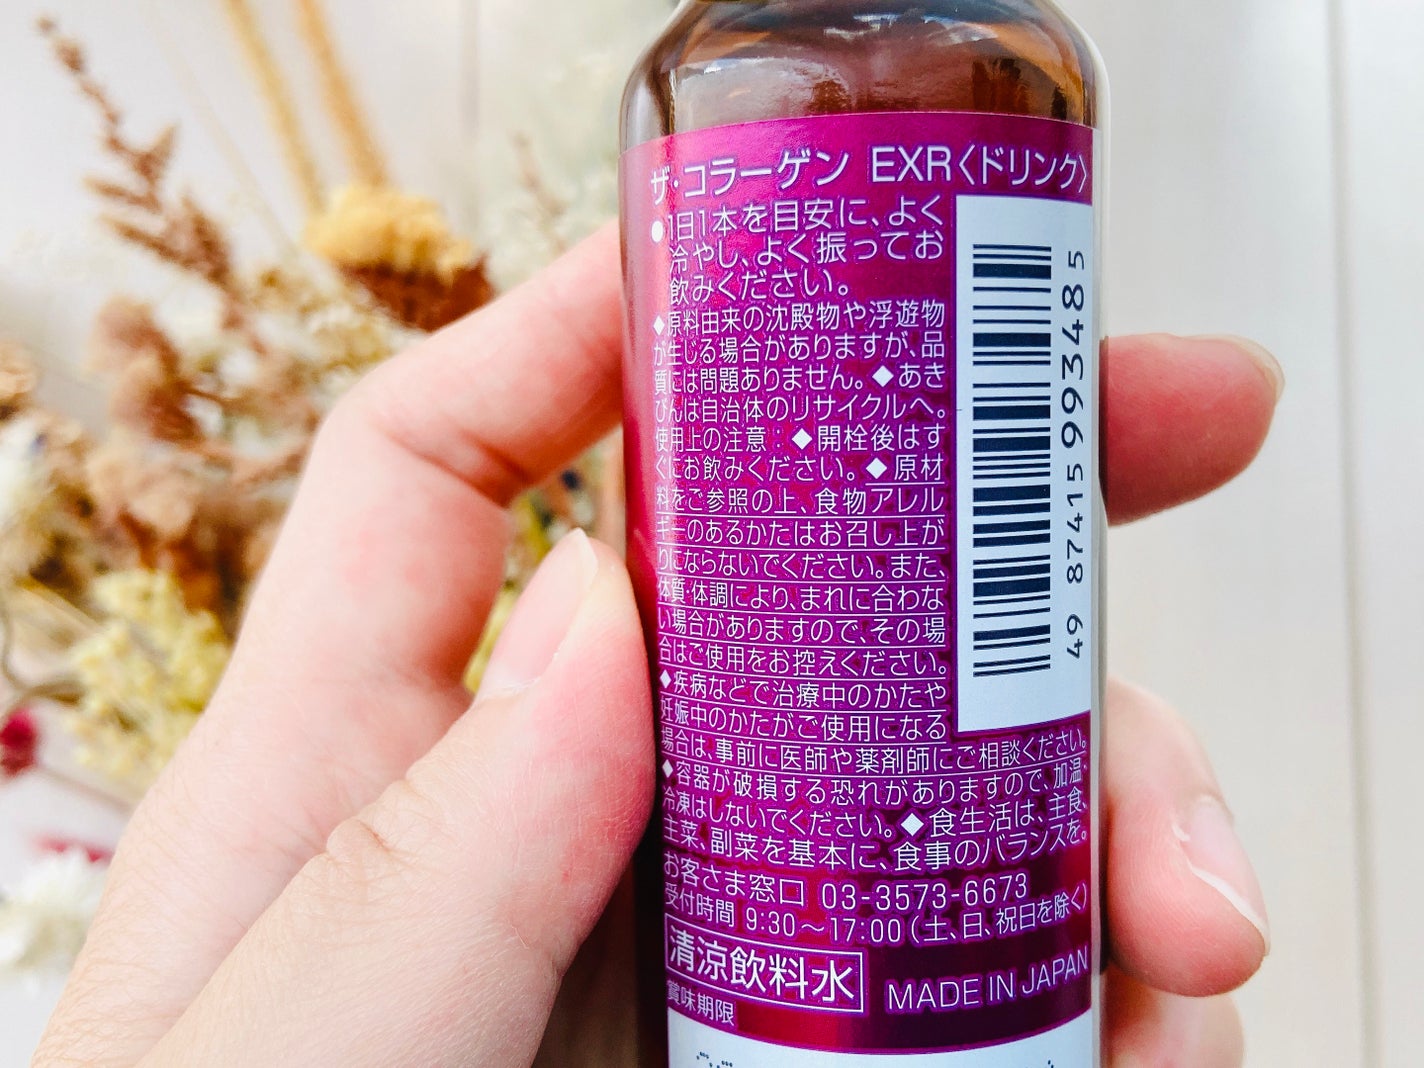 ザ・コラーゲン EXR〈ドリンク〉
●1日1本を目安に、よく
冷やし、よく振ってお
飲みください。
◆原料由来の沈殿物や浮遊物
が生じる場合がありますが、品
質には問題ありません。◆あき
びんは自治体のリサイクルへ。
使用上の注意：◆開栓後はす
ぐにお飲みください。◆原材
料をご参照の上、食物アレル
ギーのあるかたはお召し上が
りにならないでください。また、
体質・体調により、まれに合わな
い場合がありますので、その場
合はご使用をお控えください。
◆疾病などで治療中のかたや
妊娠中のかたがご使用になる
場合は、事前に医師や薬剤師にご相談ください。
◆容器が破損する恐れがありますので、加温・
冷凍はしないでください。◆食生活は、主食、
主菜、副菜を基本に、食事のバランスを。
お客さま窓口 03-3573-6673
受付時間 9:30～17:00（土、日、祝日を除く）
清涼飲料水
MADE IN JAPAN
賞味期限
49 87415 993485